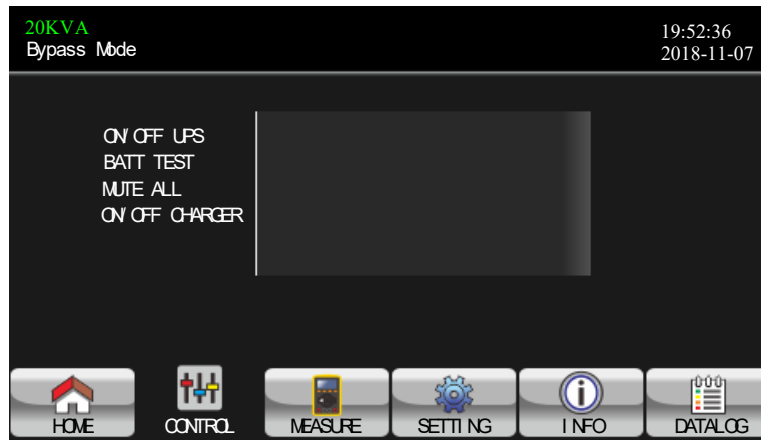 20KVA
Bypass Mode
19:52:36
2018-11-07
ON/OFF UPS
BATT TEST
MUTE ALL
ON/OFF CHARGER
HOME
CONTROL
MEASURE
SETTING
INFO
DATALOG